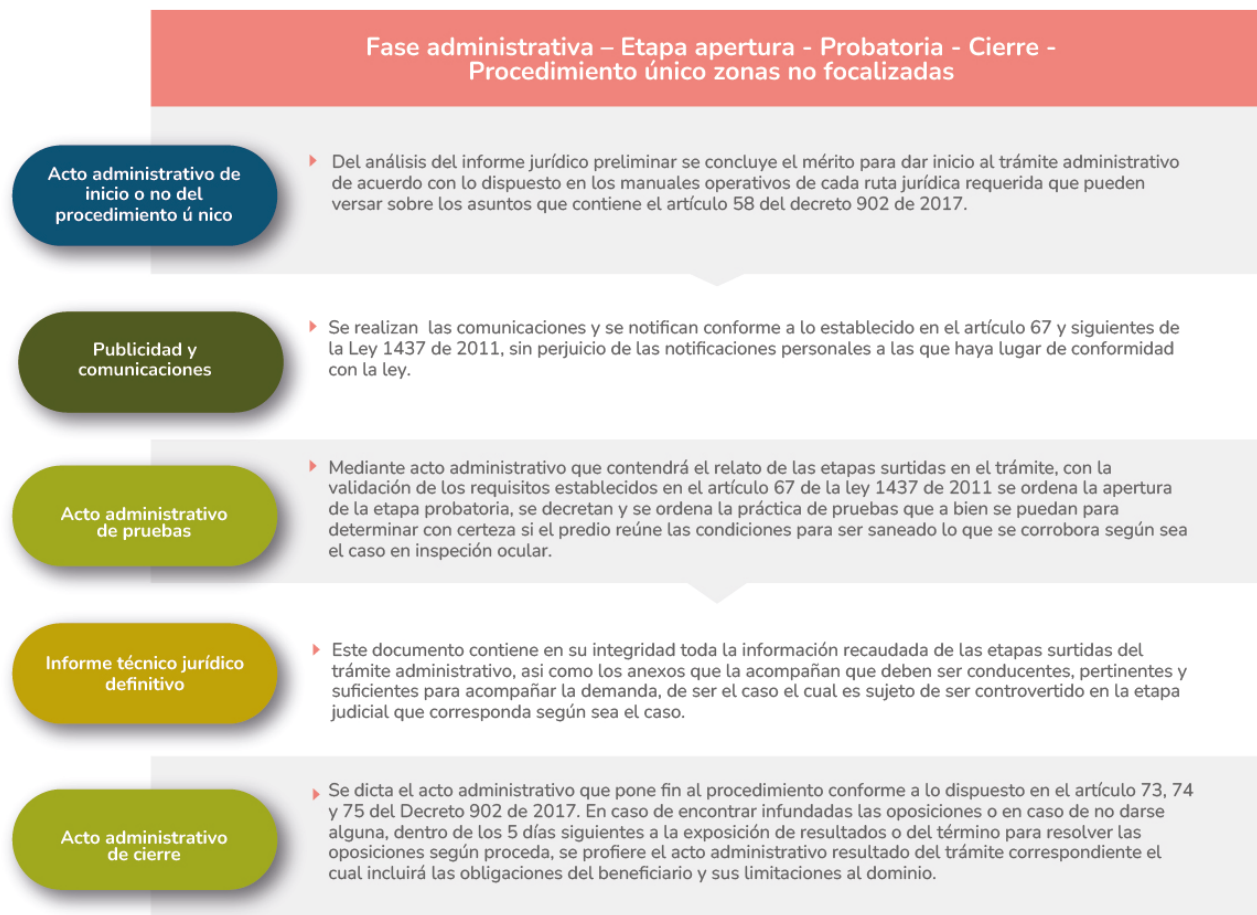 Fase administrativa – Etapa apertura - Probatoria - Cierre -
Procedimiento único zonas no focalizadas
Acto administrativo de
inicio o no del
procedimiento ú nico
Del análisis del informe jurídico preliminar se concluye el mérito para dar inicio al trámite administrativo
de acuerdo con lo dispuesto en los manuales operativos de cada ruta jurídica requerida que pueden
versar sobre los asuntos que contiene el artículo 58 del decreto 902 de 2017.
Publicidad y
comunicaciones
Se realizan las comunicaciones y se notifican conforme a lo establecido en el artículo 67 y siguientes de
la Ley 1437 de 2011, sin perjuicio de las notificaciones personales a las que haya lugar de conformidad
con la ley.
Acto administrativo
de pruebas
Mediante acto administrativo que contendrá el relato de las etapas surtidas en el trámite, con la
validación de los requisitos establecidos en el artículo 67 de la ley 1437 de 2011 se ordena la apertura
de la etapa probatoria, se decretan y se ordena la práctica de pruebas que a bien se puedan para
determinar con certeza si el predio reúne las condiciones para ser saneado lo que se corrobora según sea
el caso en inspeción ocular.
Informe técnico jurídico
definitivo
Este documento contiene en su integridad toda la información recaudada de las etapas surtidas del
trámite administrativo, asi como los anexos que la acompañan que deben ser conducentes, pertinentes y
suficientes para acompañar la demanda, de ser el caso el cual es sujeto de ser controvertido en la etapa
judicial que corresponda según sea el caso.
Acto administrativo
de cierre
Se dicta el acto administrativo que pone fin al procedimiento conforme a lo dispuesto en el artículo 73, 74
y 75 del Decreto 902 de 2017. En caso de encontrar infundadas las oposiciones o en caso de no darse
alguna, dentro de los 5 días siguientes a la exposición de resultados o del término para resolver las
oposiciones según proceda, se profiere el acto administrativo resultado del trámite correspondiente el
cual incluirá las obligaciones del beneficiario y sus limitaciones al dominio.